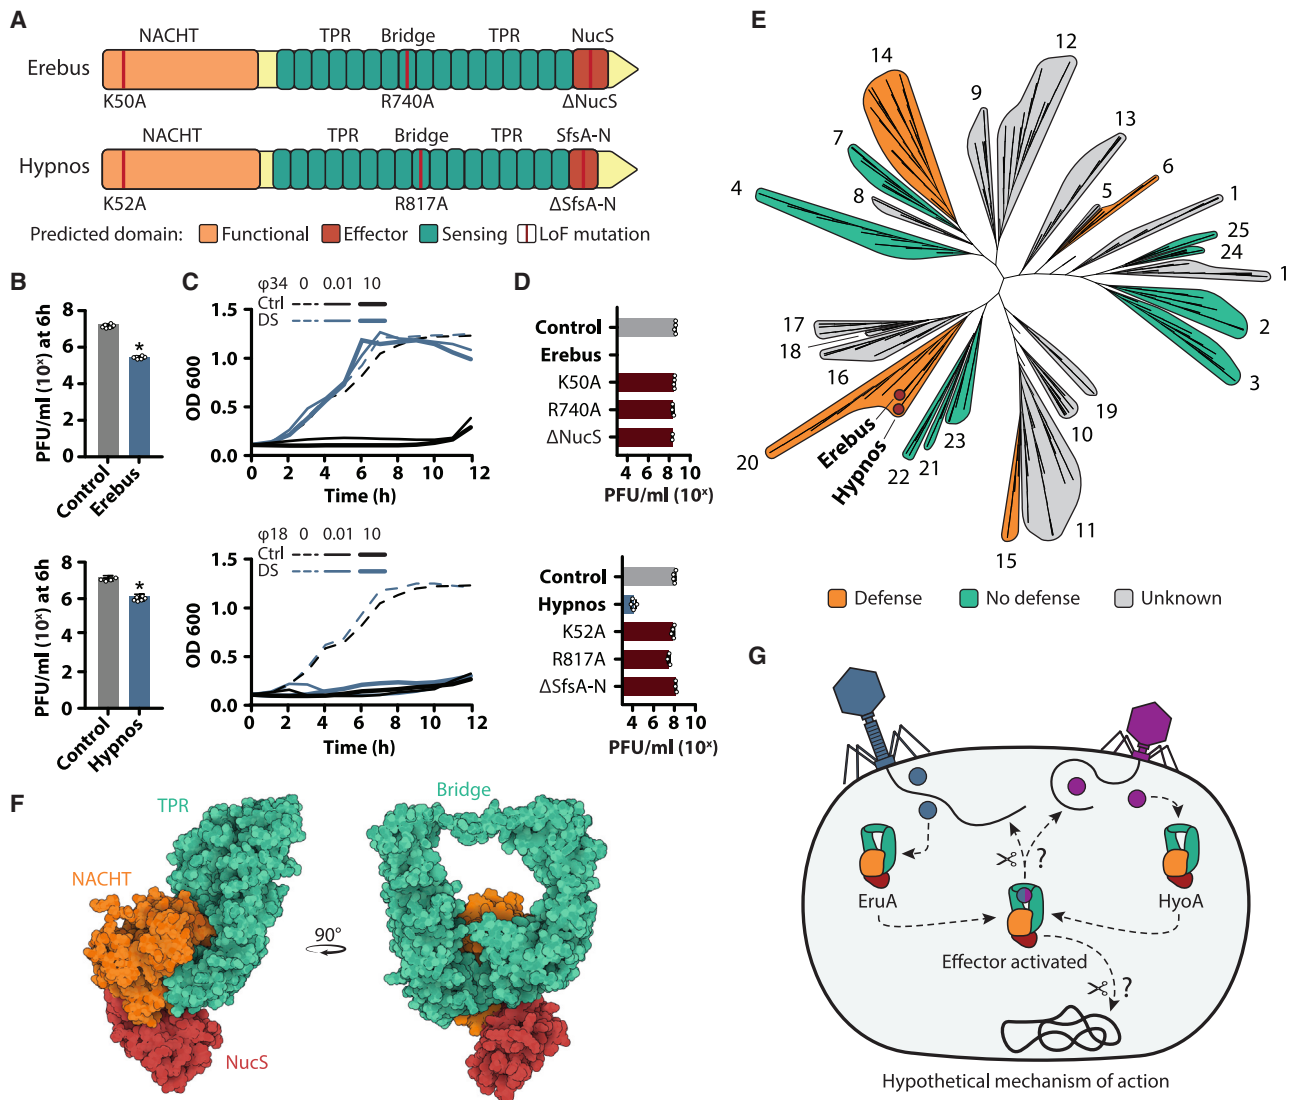 A
NACHT TPR Bridge TPR NucS
Erebus
K50A R740A ΔNucS
NACHT TPR Bridge TPR SfsA-N
Hypnos
K52A R817A ΔSfsA-N
Predicted domain: Functional Effector Sensing LoF mutation
B
PFU/ml (10ˣ) at 6h
8
6
4
2
0
*
Control
Erebus
PFU/ml (10ˣ) at 6h
8
6
4
2
0
*
Control
Hypnos
C
φ34 0 0.01 10
Ctrl
DS
OD 600
1.5
1.0
0.5
0.0
0 2 4 6 8 10 12
Time (h)
φ18 0 0.01 10
Ctrl
DS
OD 600
1.5
1.0
0.5
0.0
0 2 4 6 8 10 12
Time (h)
D
Control
Erebus
K50A
R740A
ΔNucS
4 6 8 10
PFU/ml (10ˣ)
Control
Hypnos
K52A
R817A
ΔSfsA-N
4 6 8 10
PFU/ml (10ˣ)
E
14
12
9
13
7
6
4
8
5
1
25
24
1
2
3
17
18
16
19
10
20
Erebus
Hypnos
23
22
21
11
15
Defense No defense Unknown
F
TPR
NACHT
NucS
90°
Bridge
G
?
EruA
HyoA
Effector activated
?
Hypothetical mechanism of action